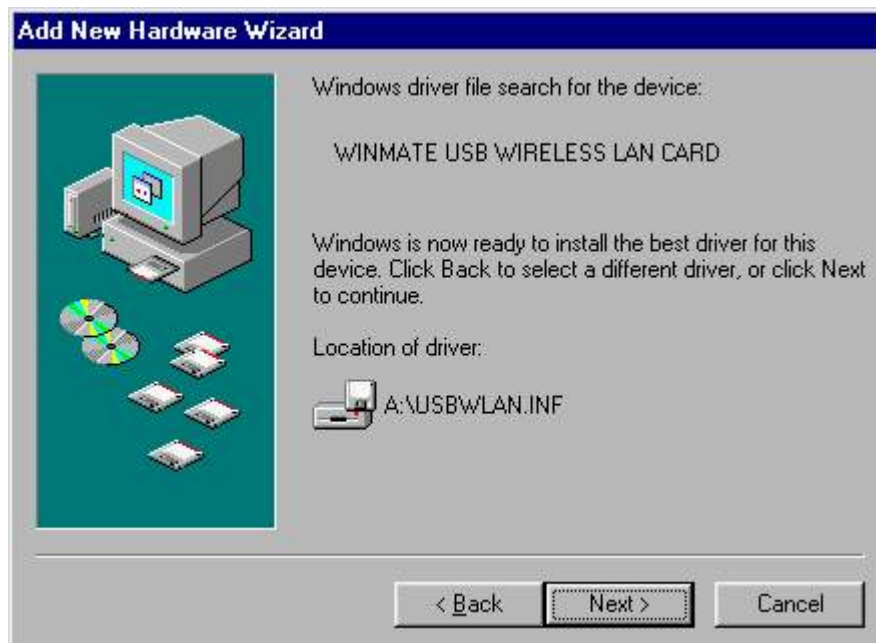 Add New Hardware Wizard
Windows driver file search for the device:
WINMATE USB WIRELESS LAN CARD
Windows is now ready to install the best driver for this
device. Click Back to select a different driver, or click Next
to continue.
Location of driver:
A:\USBWLAN.INF
< Back
Next >
Cancel